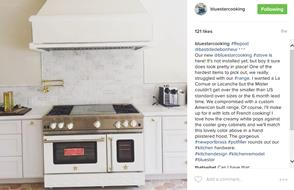 bluestarcooking
Following
121 likes
bluestarcooking #Repost
@bastidedebonheur
Our new @bluestarcooking #stove is
here! It's not installed yet, but boy it sure
does look pretty in place! One of the
hardest items to pick out, we really
struggled with our #range. I wanted a La
Cornue or Lacanche but the Mister
couldn't get over the smaller than US
standard oven sizes or the 6 month lead
time. We compromised with a custom
American built range. Of course, I'll make
up for it with lots of French cooking! I
love how the creamy white pops against
the cooler grey cabinets and we'll match
this lovely color above in a hand
plastered hood. The gorgeous
#newportbrass #potfiller rounds out the
#kitchen hardware.
#kitchendesign #kitchenremodel
#bluestar
Add a comment...